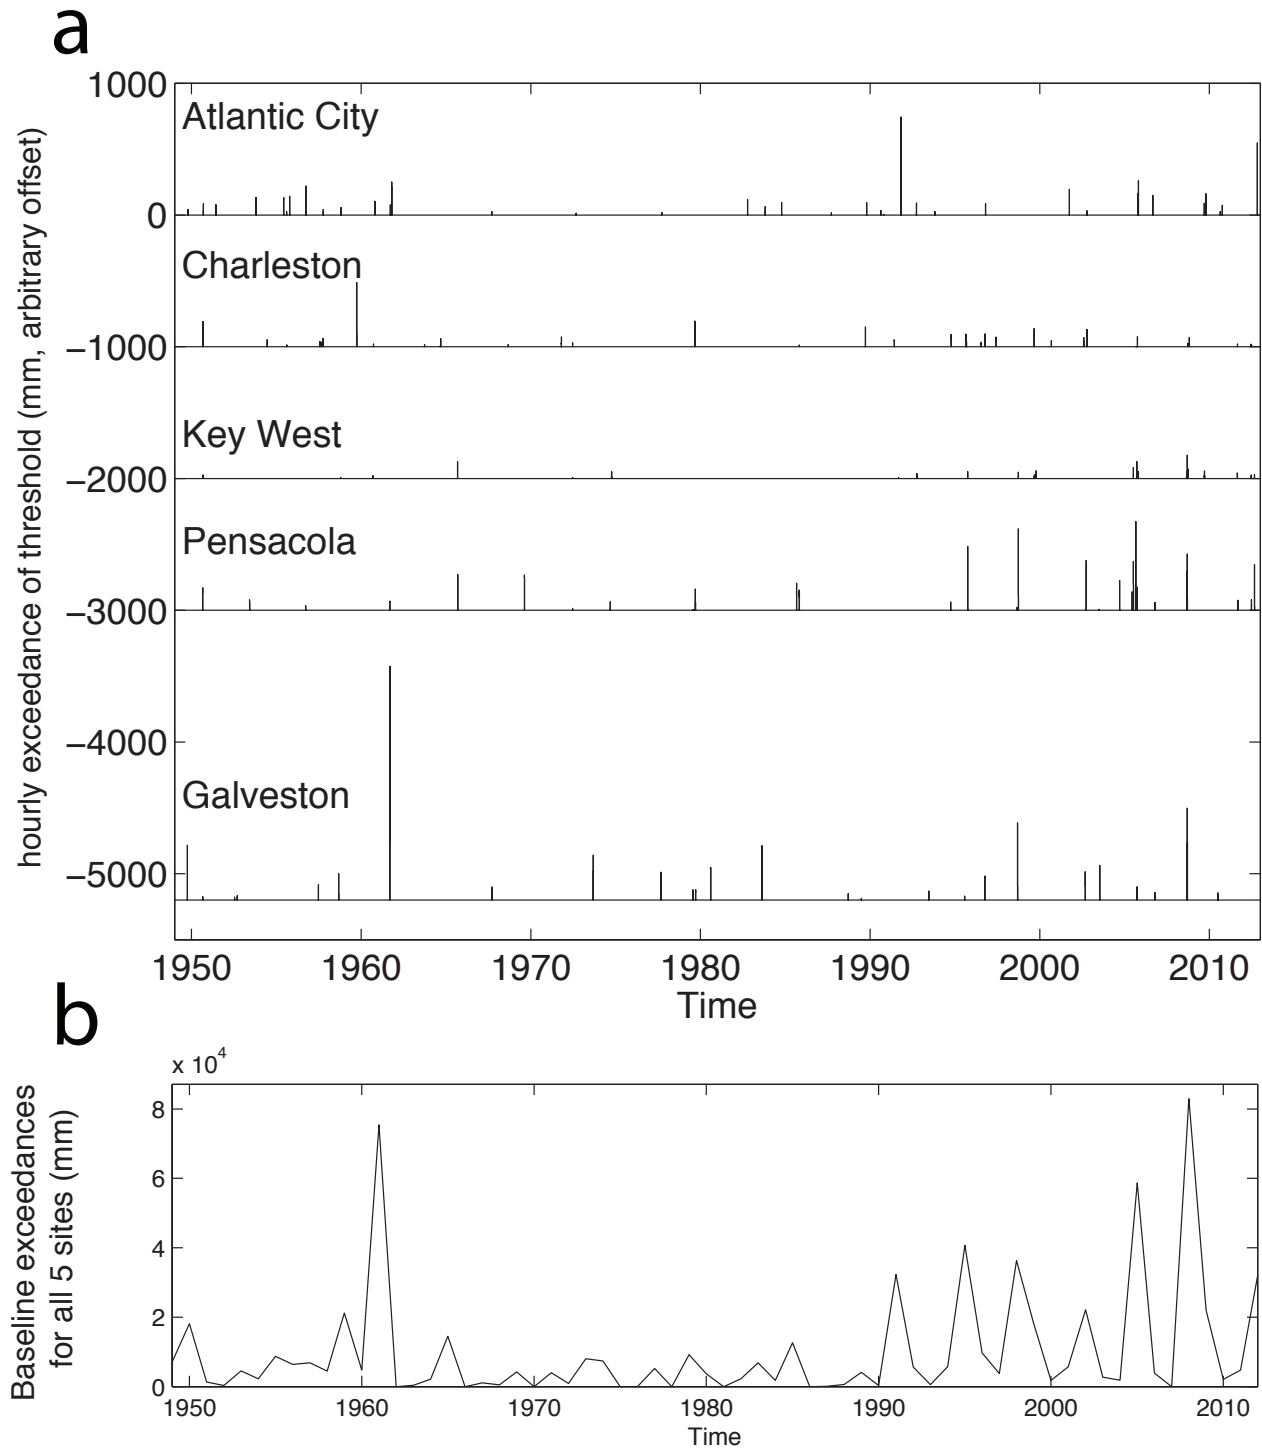 a
hourly exceedance of threshold (mm, arbitrary offset)
1000
Atlantic City
0
Charleston
−1000
Key West
−2000
Pensacola
−3000
−4000
Galveston
−5000
1950 1960 1970 1980 1990 2000 2010
Time
b
x 10⁴
Baseline exceedances
for all 5 sites (mm)
8
6
4
2
0
1950 1960 1970 1980 1990 2000 2010
Time